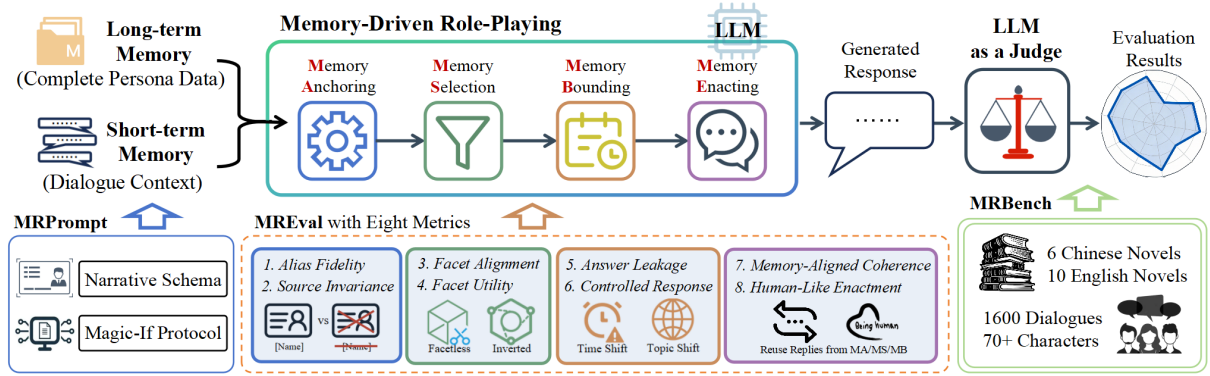 Long-term
Memory
(Complete Persona Data)
M
Short-term
Memory
(Dialogue Context)
Memory-Driven Role-Playing
LLM
Memory
Anchoring
Memory
Selection
Memory
Bounding
Memory
Enacting
Generated
Response
......
LLM
as a Judge
Evaluation
Results
MRPrompt
Narrative Schema
Magic-If Protocol
MREval with Eight Metrics
1. Alias Fidelity
2. Source Invariance
vs
[Name]
[Name]
3. Facet Alignment
4. Facet Utility
Faceless
Inverted
5. Answer Leakage
6. Controlled Response
Time Shift
Topic Shift
7. Memory-Aligned Coherence
8. Human-Like Enactment
Being human
Reuse Replies from MA/MS/MB
MRBench
6 Chinese Novels
10 English Novels
1600 Dialogues
70+ Characters